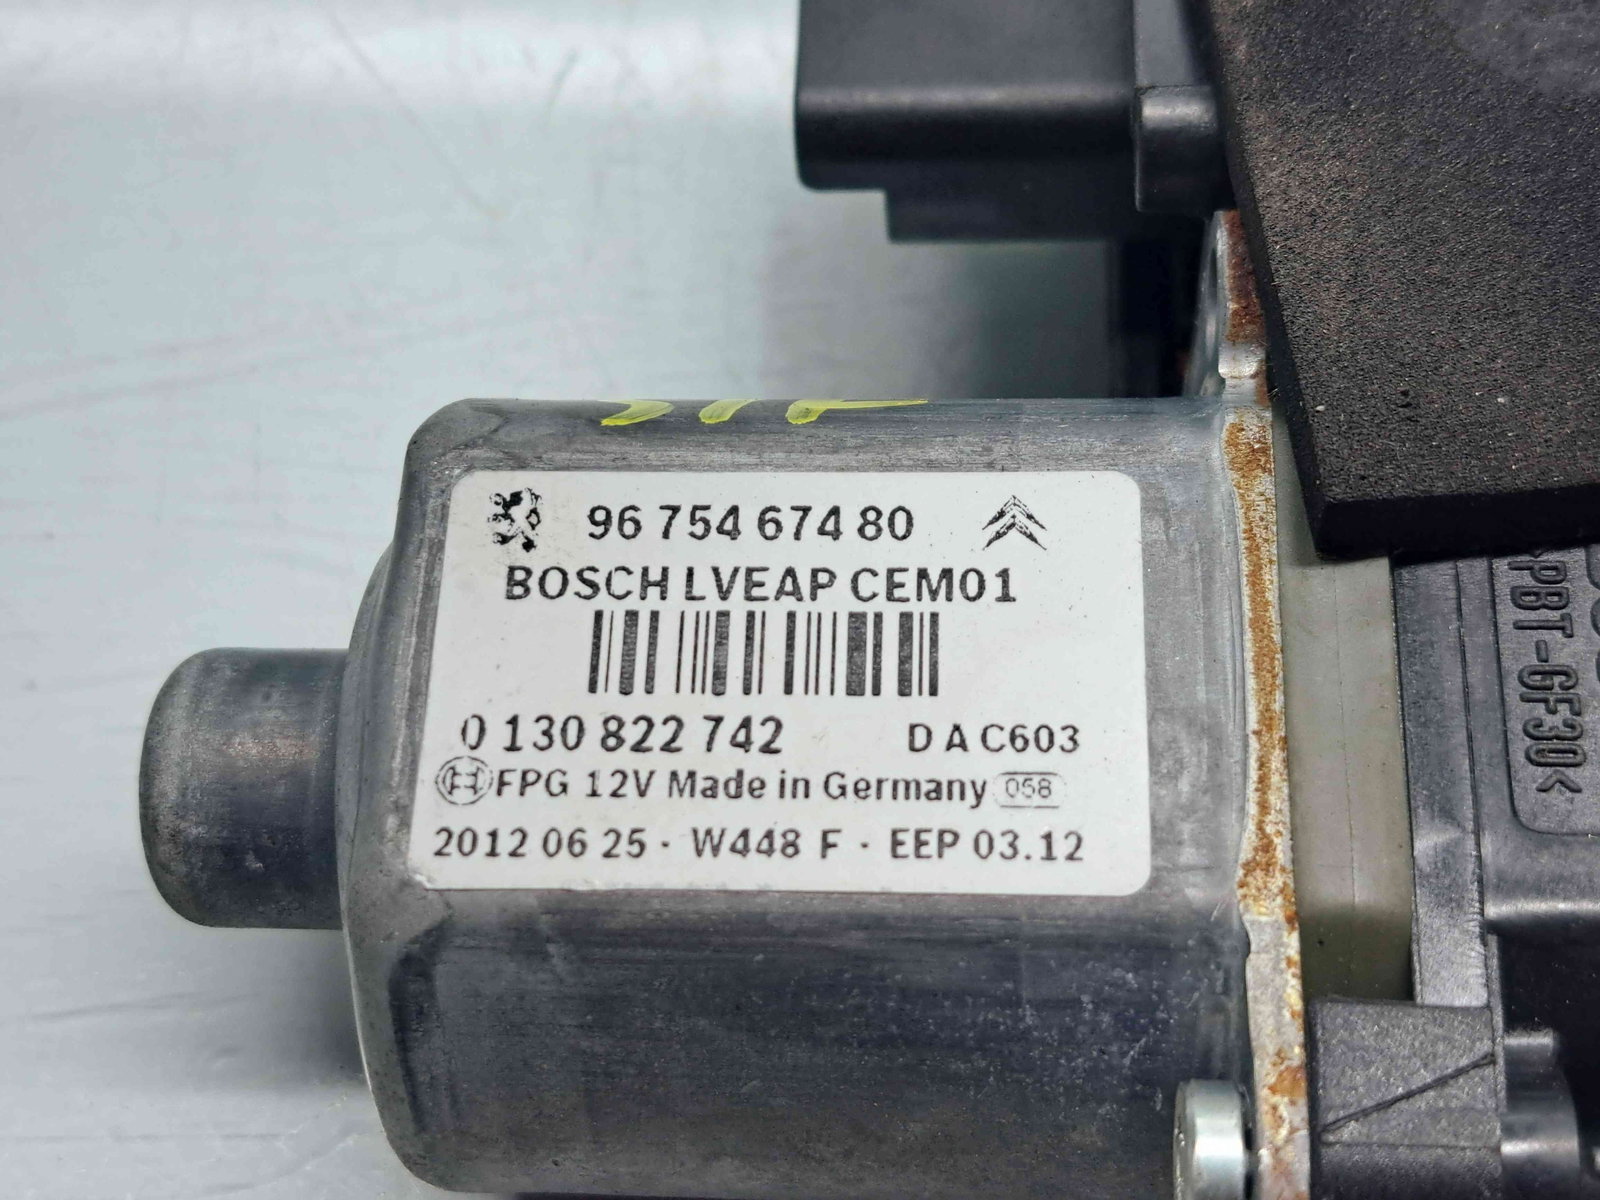 96 754 674 80
BOSCH LVEAP CEM01
0 130 822 742 D A C603
FPG 12V Made in Germany 058
2012 06 25 · W448 F · EEP 03.12
>PBT-GF30<